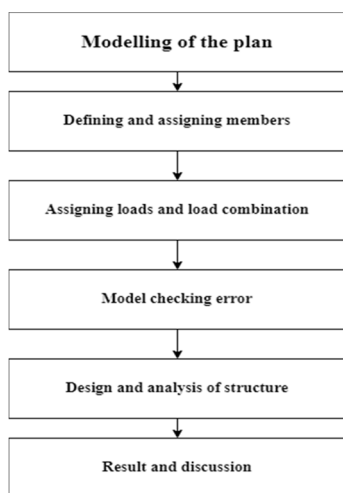 Modelling of the plan
Defining and assigning members
Assigning loads and load combination
Model checking error
Design and analysis of structure
Result and discussion